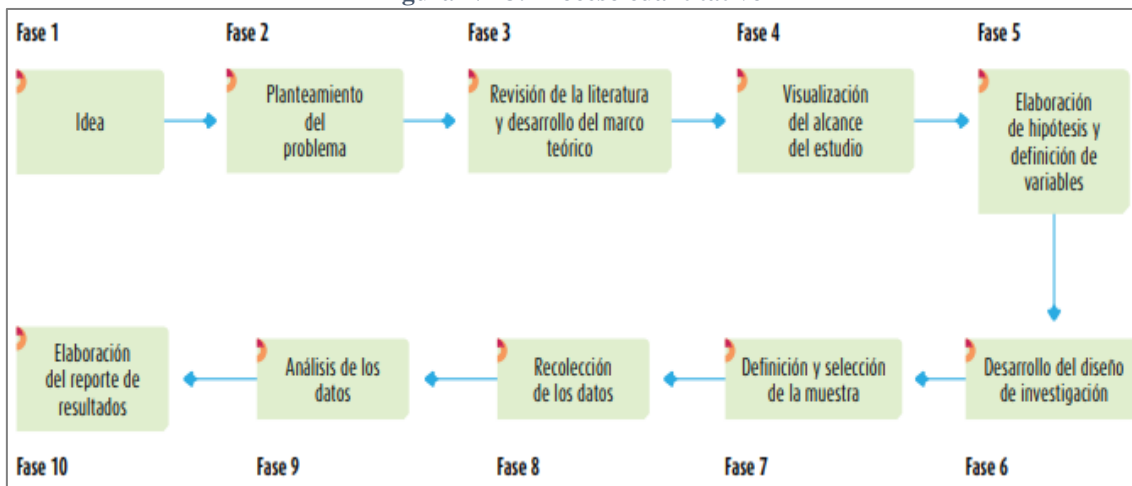 Fase 1
Fase 2
Fase 3
Fase 4
Fase 5
Idea
Planteamiento
del
problema
Revisión de la literatura
y desarrollo del marco
teórico
Visualización
del alcance
del estudio
Elaboración
de hipótesis y
definición de
variables
Elaboración
del reporte de
resultados
Análisis de los
datos
Recolección
de los datos
Definición y selección
de la muestra
Desarrollo del diseño
de investigación
Fase 10
Fase 9
Fase 8
Fase 7
Fase 6